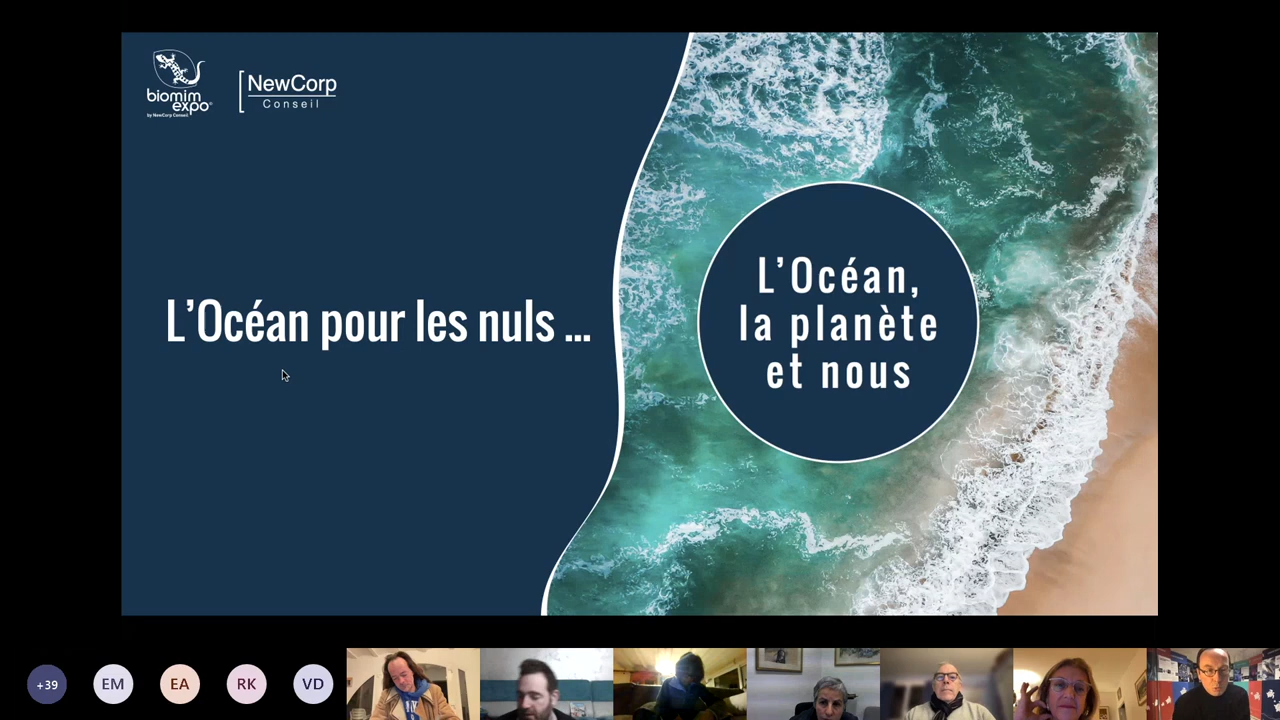 biomim
expo®
by NewCorp Conseil
NewCorp
Conseil
L'Océan pour les nuls ...
L'Océan,
la planète
et nous
+39
EM
EA
RK
VD